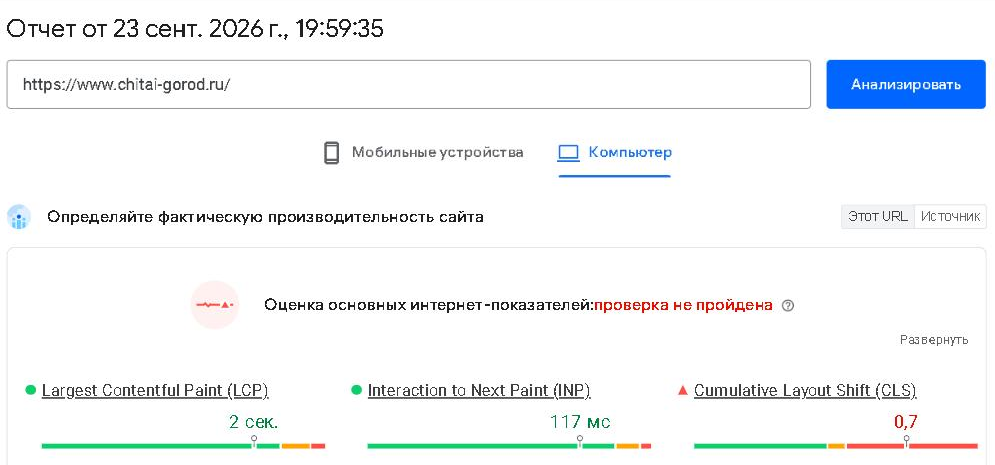 Отчет от 23 сент. 2026 г., 19:59:35
https://www.chitai-gorod.ru/
Анализировать
Мобильные устройства
Компьютер
Определяйте фактическую производительность сайта
Этот URL
Источник
Оценка основных интернет-показателей:проверка не пройдена
Развернуть
Largest Contentful Paint (LCP)
2 сек.
Interaction to Next Paint (INP)
117 мс
Cumulative Layout Shift (CLS)
0,7